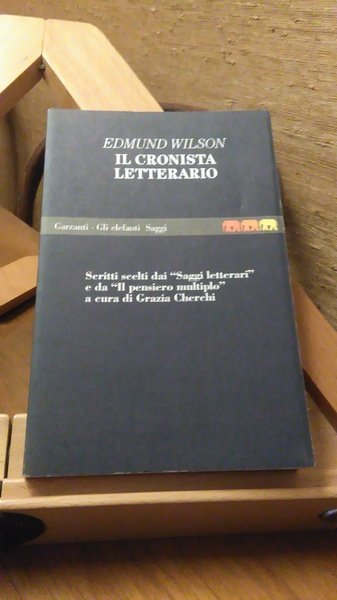 EDMUND WILSON
IL CRONISTA
LETTERARIO
Garzanti - Gli elefanti Saggi
Scritti scelti dai “Saggi letterari”
e da “Il pensiero multiplo”
a cura di Grazia Cherchi